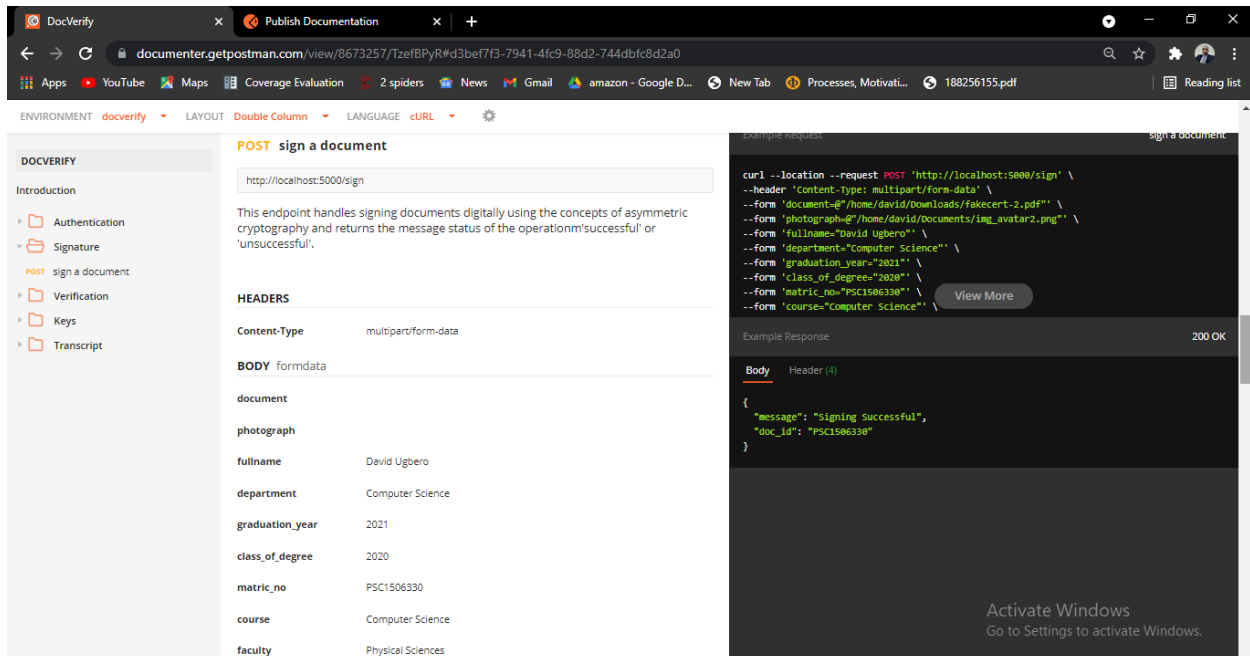 DocVerify
Publish Documentation
documenter.getpostman.com/view/8673257/TzefBPyR#d3bef7f3-7941-4fc9-88d2-744dbfc8d2a0
Apps YouTube Maps Coverage Evaluation 2 spiders News Gmail amazon - Google D... New Tab Processes, Motivati... 188256155.pdf Reading list
ENVIRONMENT docverify LAYOUT Double Column LANGUAGE cURL
DOCVERIFY
Introduction
Authentication
Signature
POST sign a document
Verification
Keys
Transcript
POST sign a document
http://localhost:5000/sign
This endpoint handles signing documents digitally using the concepts of asymmetric
cryptography and returns the message status of the operationm'successful' or
'unsuccessful'.
HEADERS
Content-Type multipart/form-data
BODY formdata
document
photograph
fullname David Ugbero
department Computer Science
graduation_year 2021
class_of_degree 2020
matric_no PSC1506330
course Computer Science
faculty Physical Sciences
Example Request sign a document
curl --location --request POST 'http://localhost:5000/sign' \
--header 'Content-Type: multipart/form-data' \
--form 'document=@"/home/david/Downloads/fakecert-2.pdf"' \
--form 'photograph=@"/home/david/Documents/img_avatar2.png"' \
--form 'fullname="David Ugbero"' \
--form 'department="Computer Science"' \
--form 'graduation_year="2021"' \
--form 'class_of_degree="2020"' \
--form 'matric_no="PSC1506330"' \
--form 'course="Computer Science"' \
View More
Example Response 200 OK
Body Header (4)
{
"message": "Signing Successful",
"doc_id": "PSC1506330"
}
Activate Windows
Go to Settings to activate Windows.